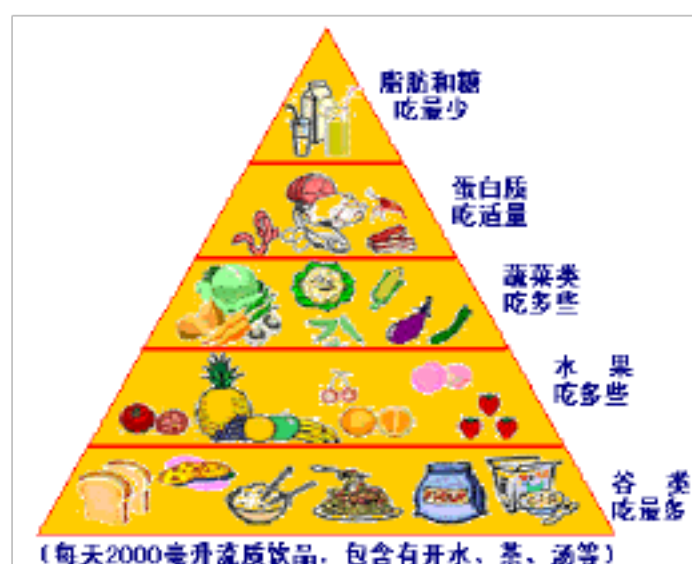 脂肪和糖
吃最少
蛋白质
吃适量
蔬菜类
吃多些
水 果
吃多些
谷 类
吃最多
(每天2000毫升流质饮品，包含有开水、茶、汤等)